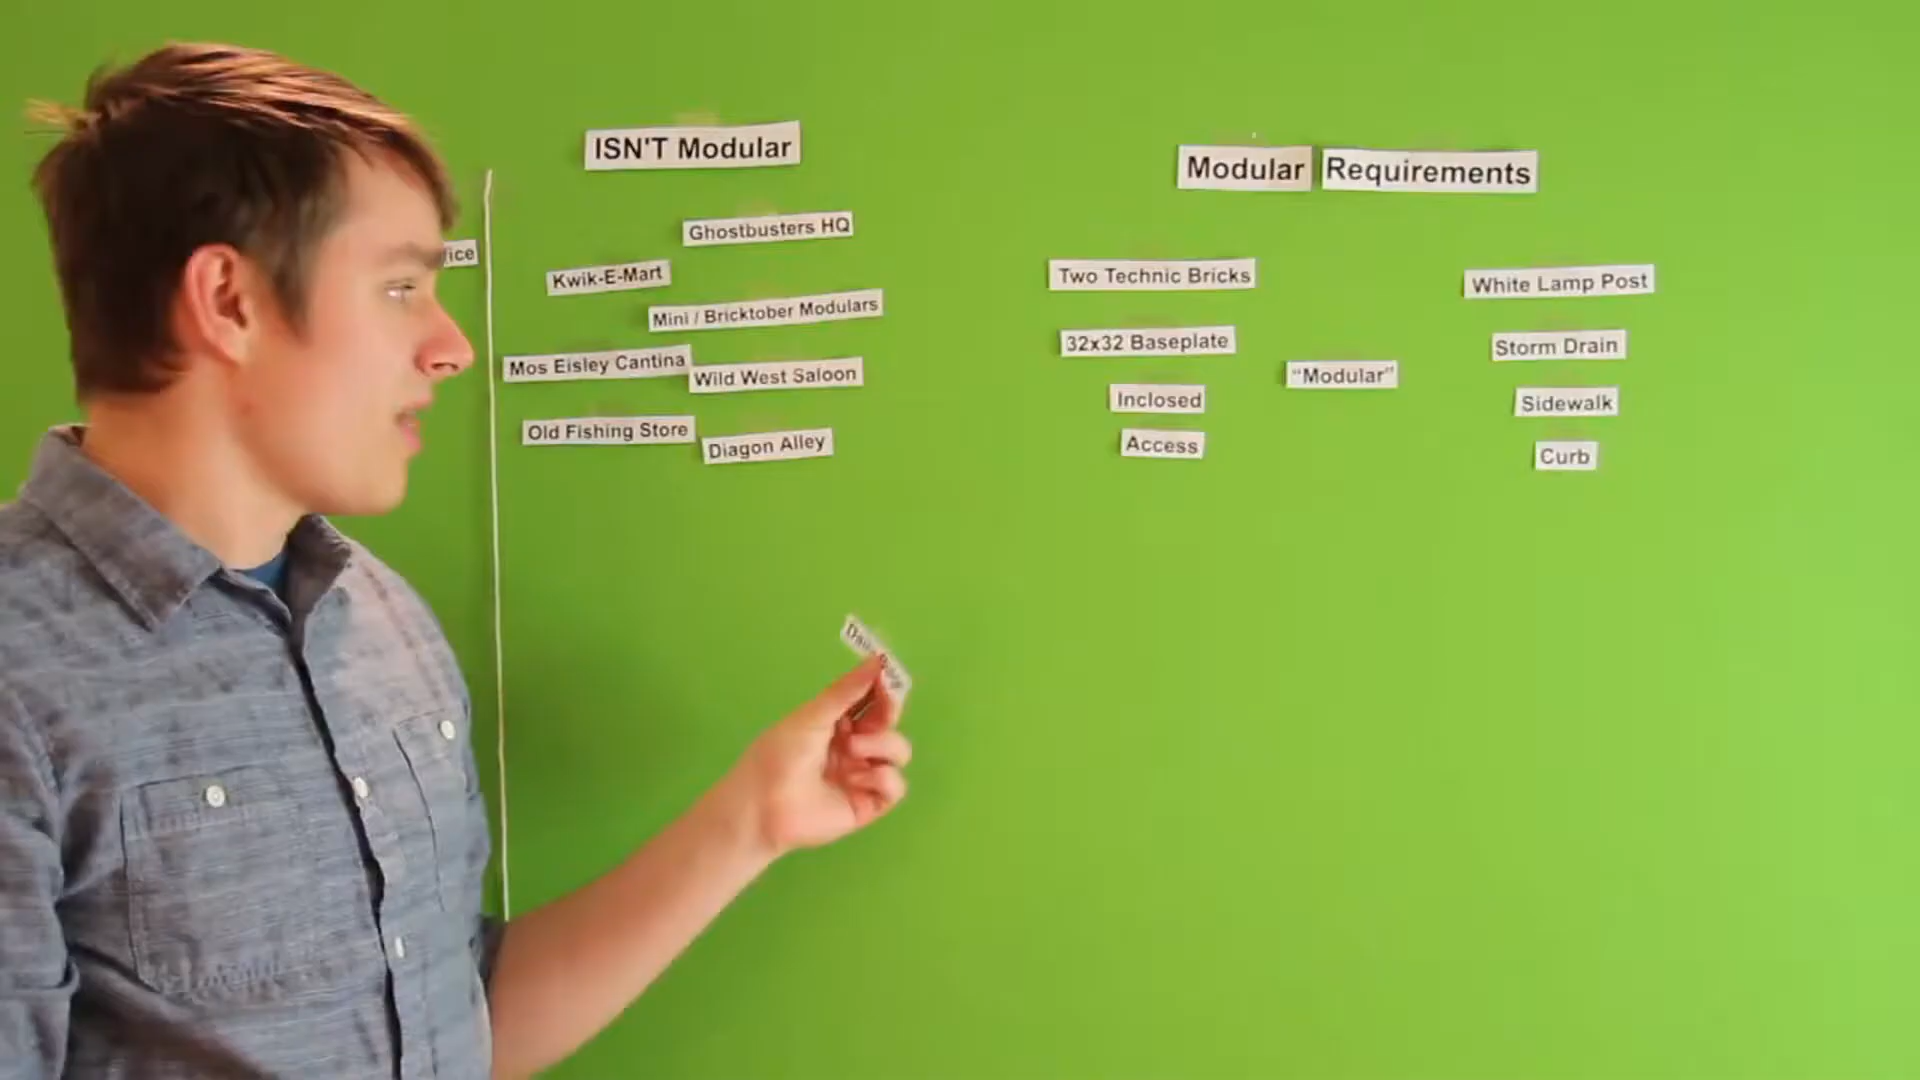 ISN'T Modular
Ghostbusters HQ
Kwik-E-Mart
Mini / Bricktober Modulars
Mos Eisley Cantina
Wild West Saloon
Old Fishing Store
Diagon Alley
Modular Requirements
Two Technic Bricks
32x32 Baseplate
Inclosed
Access
"Modular"
White Lamp Post
Storm Drain
Sidewalk
Curb